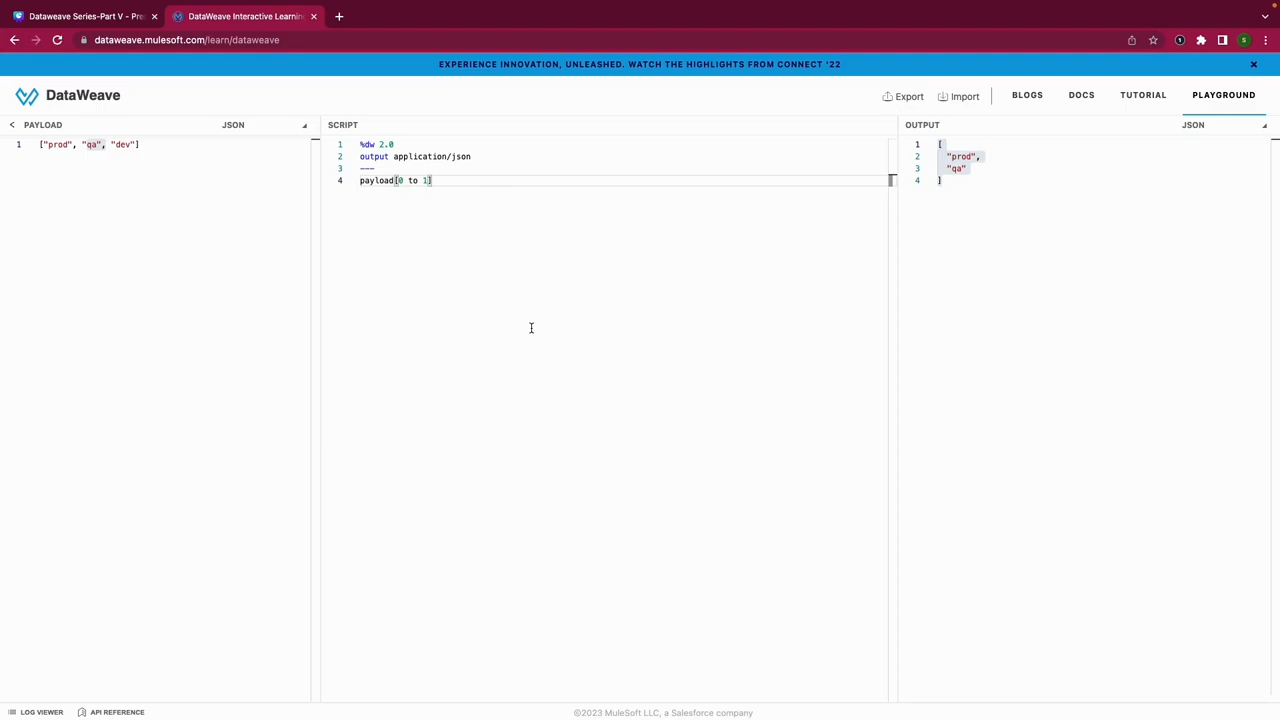 Dataweave Series-Part V - Pre
DataWeave Interactive Learnin
dataweave.mulesoft.com/learn/dataweave
EXPERIENCE INNOVATION, UNLEASHED. WATCH THE HIGHLIGHTS FROM CONNECT '22
DataWeave
Export
Import
BLOGS
DOCS
TUTORIAL
PLAYGROUND
PAYLOAD
JSON
1 ["prod", "qa", "dev"]
SCRIPT
1 %dw 2.0
2 output application/json
3 ---
4 payload[0 to 1]
OUTPUT
JSON
1 [
2 "prod",
3 "qa"
4 ]
LOG VIEWER
API REFERENCE
©2023 MuleSoft LLC, a Salesforce company